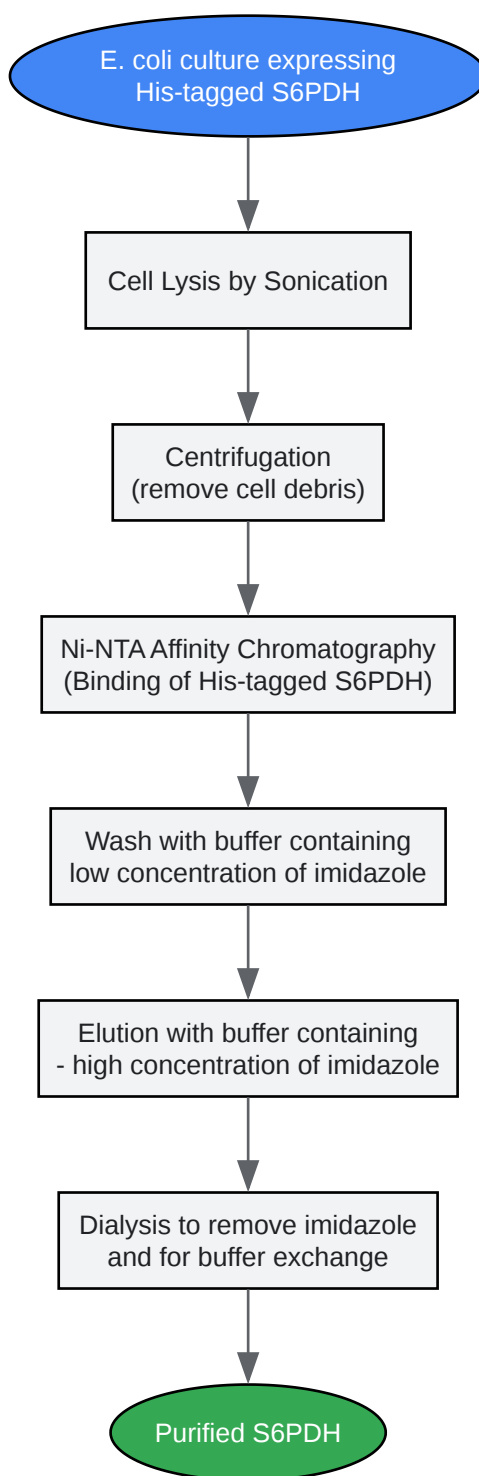 E. coli culture expressing
His-tagged S6PDH
Cell Lysis by Sonication
Centrifugation
(remove cell debris)
Ni-NTA Affinity Chromatography
(Binding of His-tagged S6PDH)
Wash with buffer containing
low concentration of imidazole
Elution with buffer containing
- high concentration of imidazole
Dialysis to remove imidazole
and for buffer exchange
Purified S6PDH